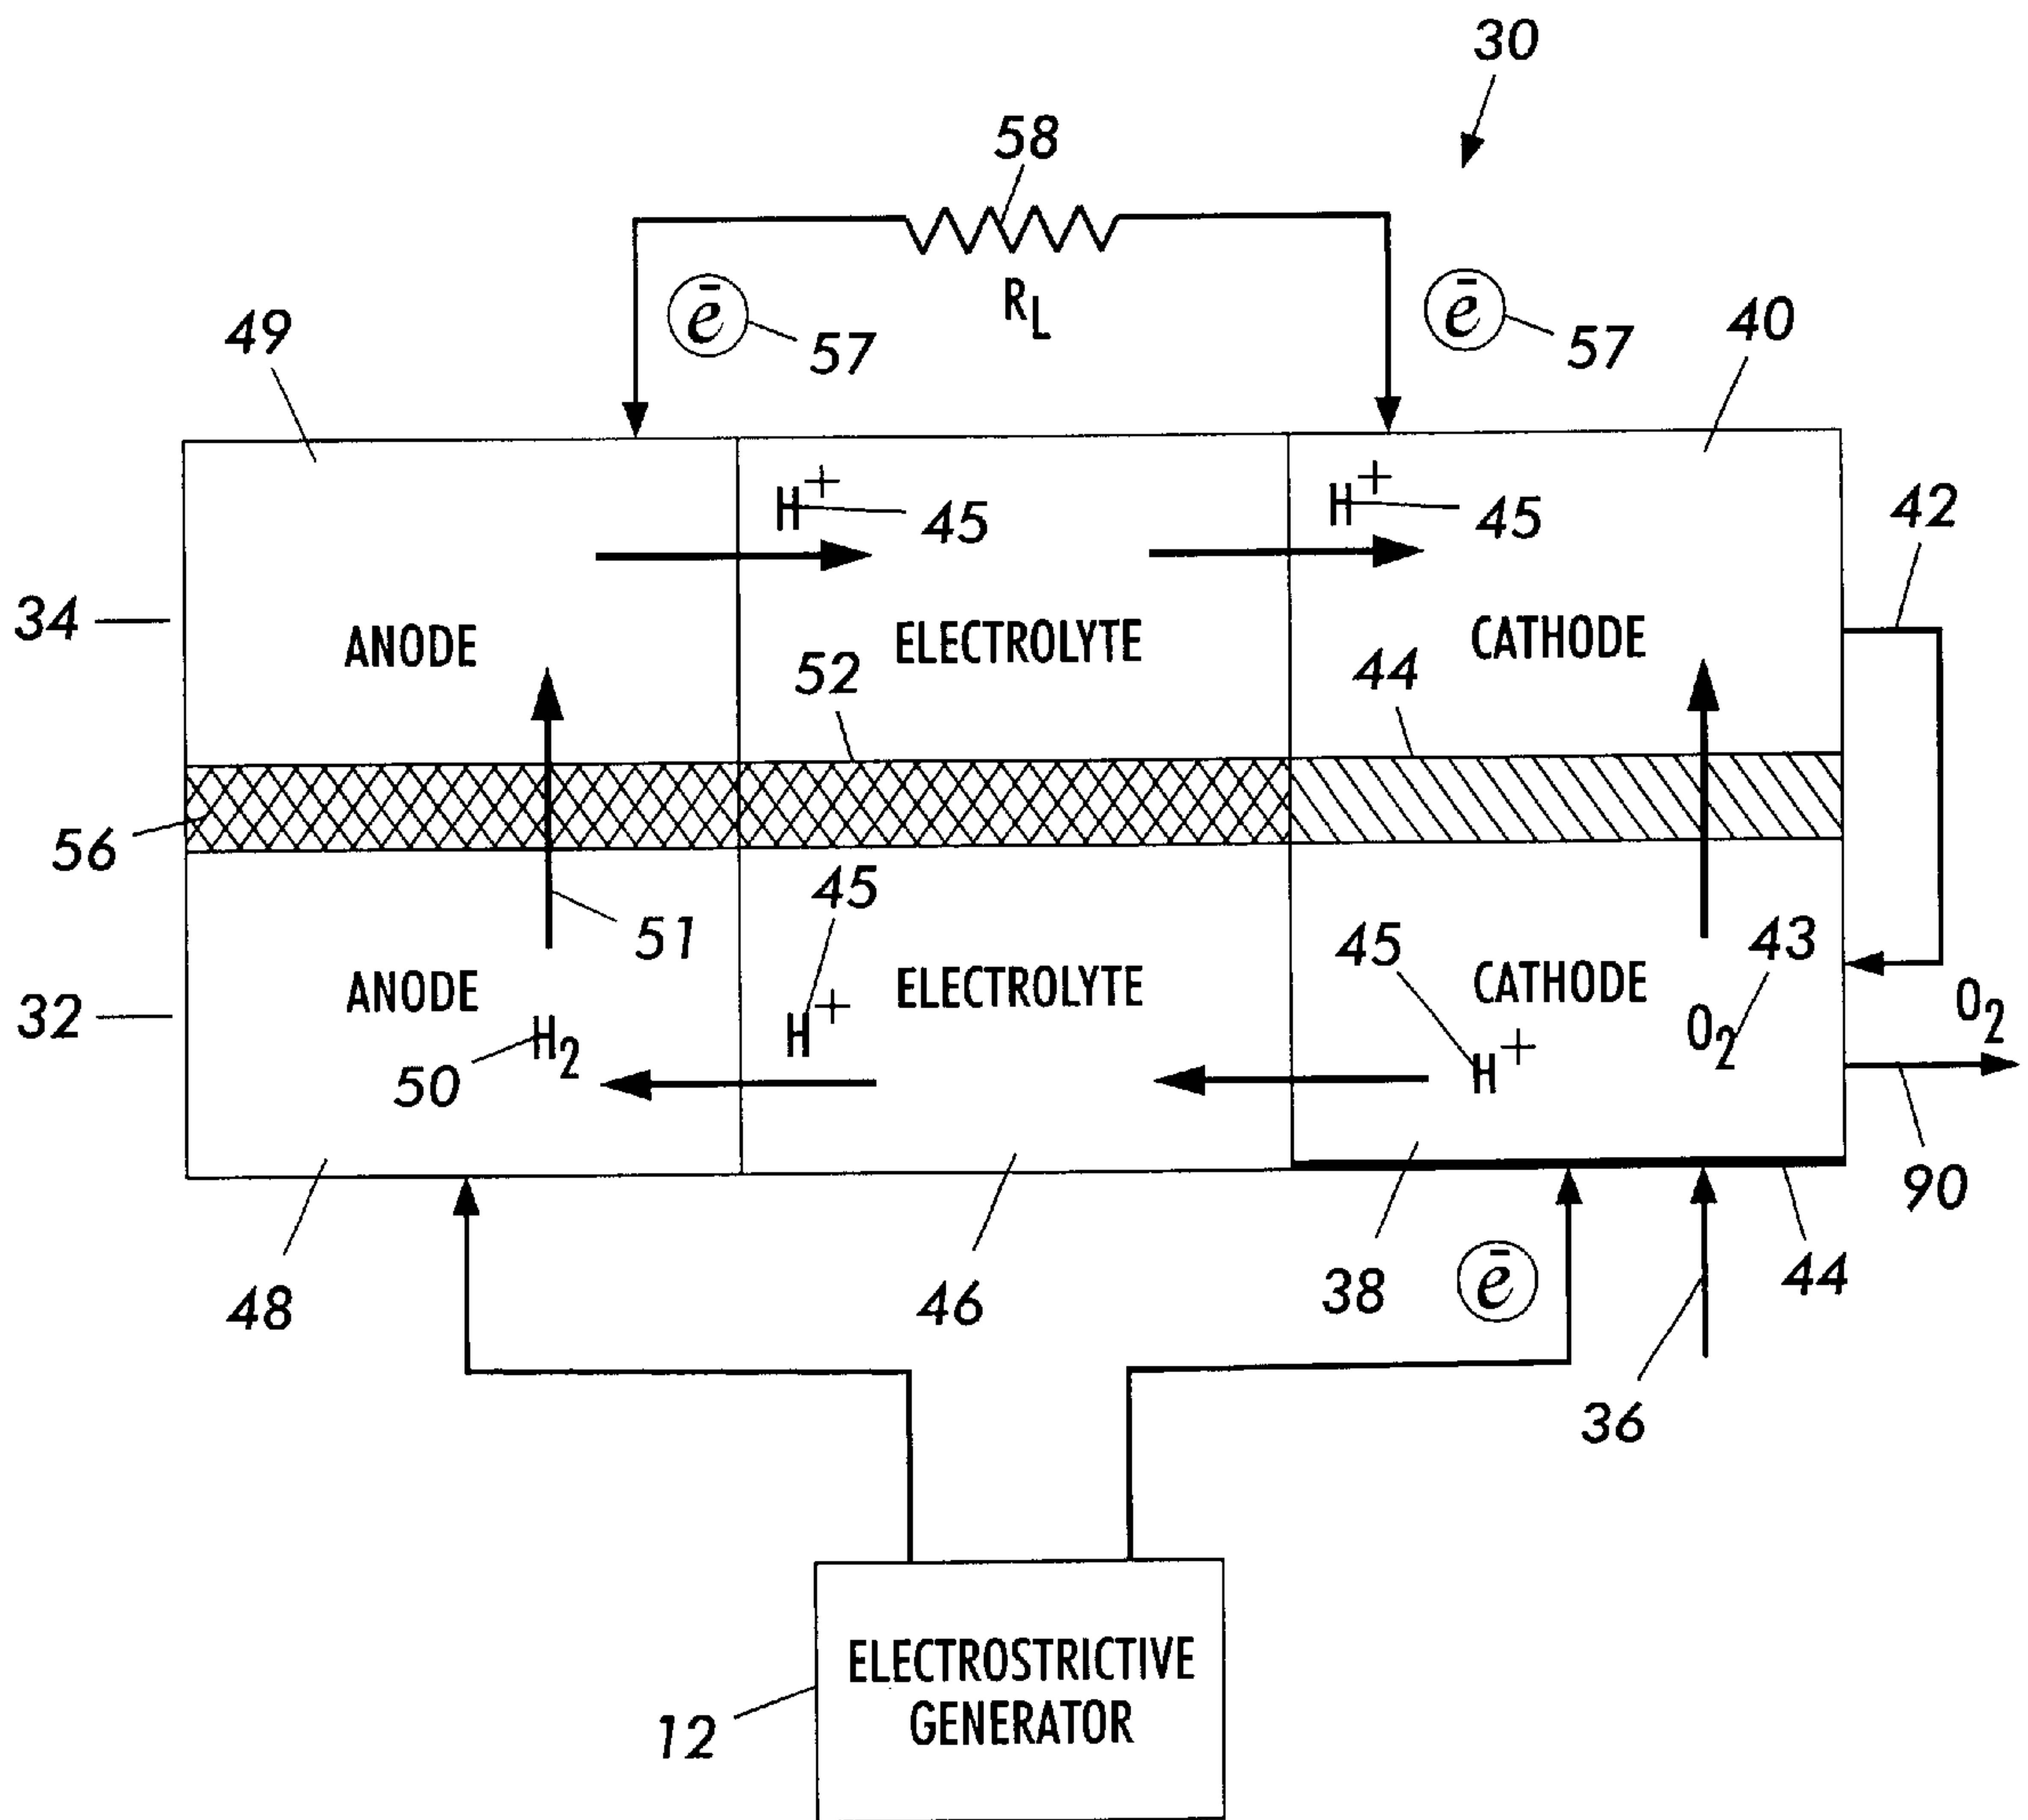 30
58
R_L
ē 57
ē 57
49
40
H+ 45
H+ 45
42
34
ANODE
ELECTROLYTE
CATHODE
52
44
56
45
51
45
43
32
ANODE
ELECTROLYTE
CATHODE
O2
H+
O2
50
H2
H+
90
48
46
38
ē
44
36
12
ELECTROSTRICTIVE
GENERATOR